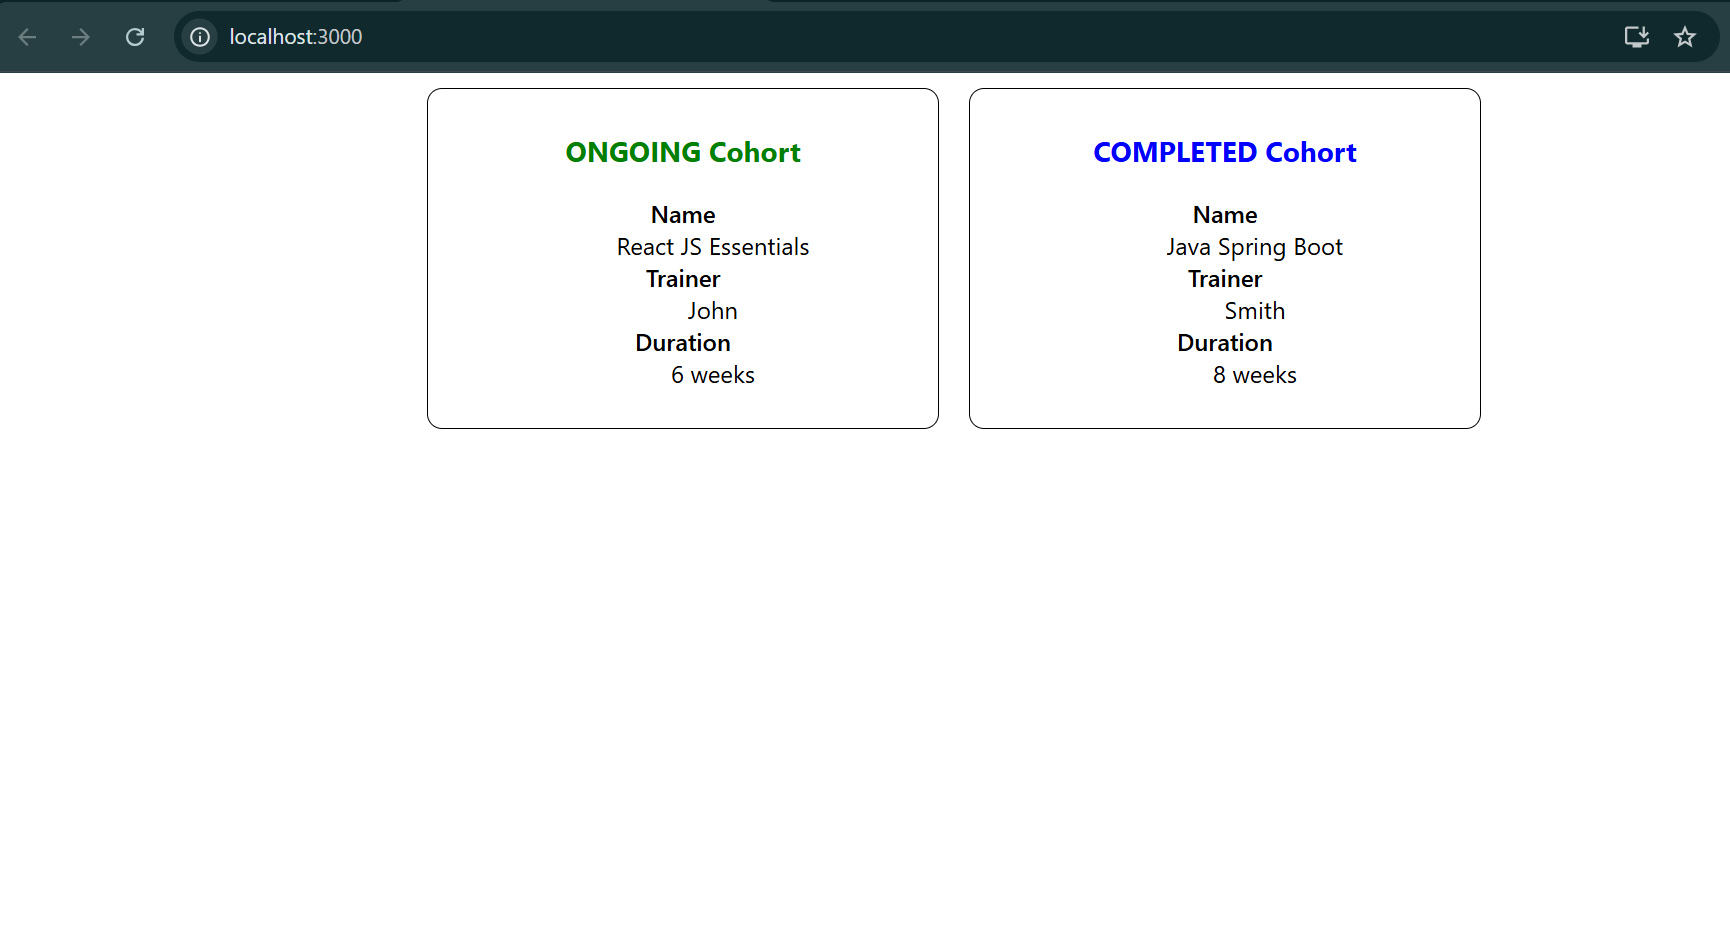 localhost:3000
ONGOING Cohort
Name
React JS Essentials
Trainer
John
Duration
6 weeks
COMPLETED Cohort
Name
Java Spring Boot
Trainer
Smith
Duration
8 weeks